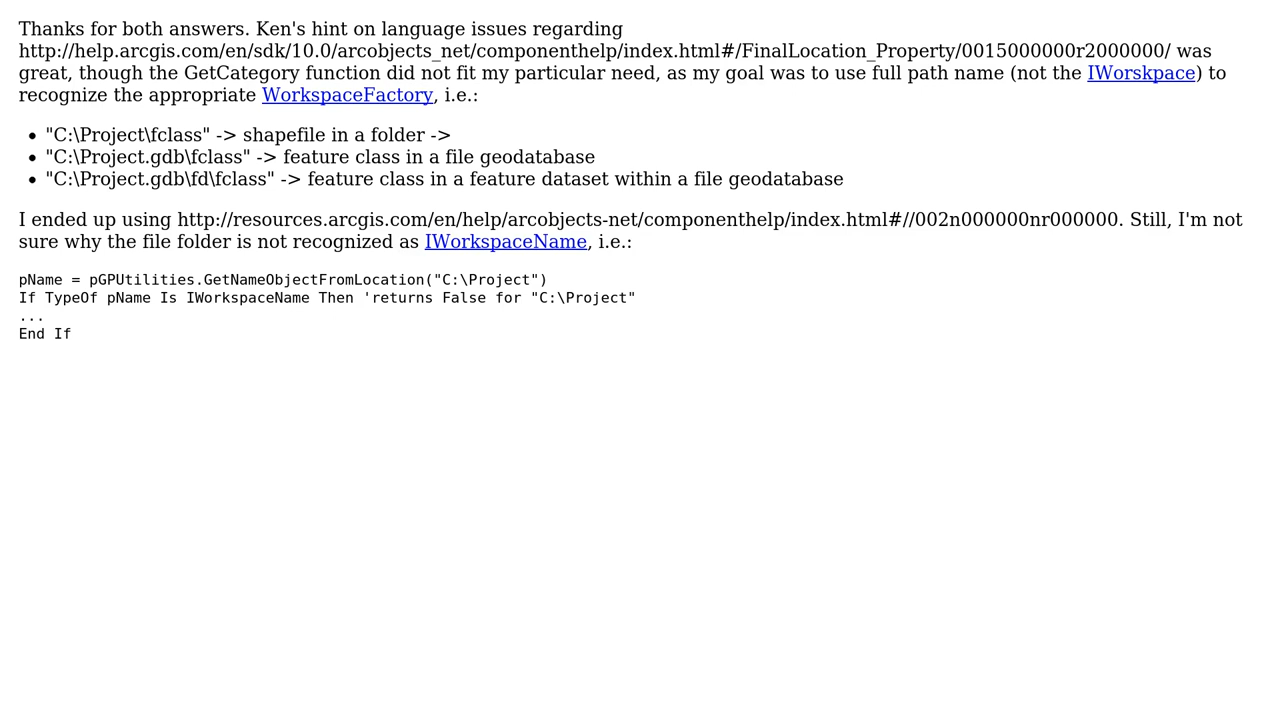 Thanks for both answers. Ken's hint on language issues regarding
http://help.arcgis.com/en/sdk/10.0/arcobjects_net/componenthelp/index.html#/FinalLocation_Property/0015000000r2000000/ was
great, though the GetCategory function did not fit my particular need, as my goal was to use full path name (not the IWorskpace) to
recognize the appropriate WorkspaceFactory, i.e.:
• "C:\Project\fclass" -> shapefile in a folder ->
• "C:\Project.gdb\fclass" -> feature class in a file geodatabase
• "C:\Project.gdb\fd\fclass" -> feature class in a feature dataset within a file geodatabase
I ended up using http://resources.arcgis.com/en/help/arcobjects-net/componenthelp/index.html#//002n000000nr000000. Still, I'm not
sure why the file folder is not recognized as IWorkspaceName, i.e.:
pName = pGPUtilities.GetNameObjectFromLocation("C:\Project")
If TypeOf pName Is IWorkspaceName Then 'returns False for "C:\Project"
...
End If